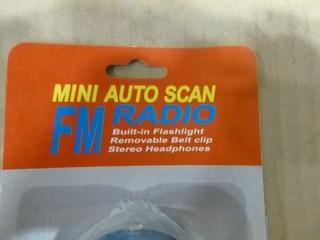 MINI AUTO SCAN
FM RADIO
Built-in Flashlight
Removable Belt clip
Stereo Headphones